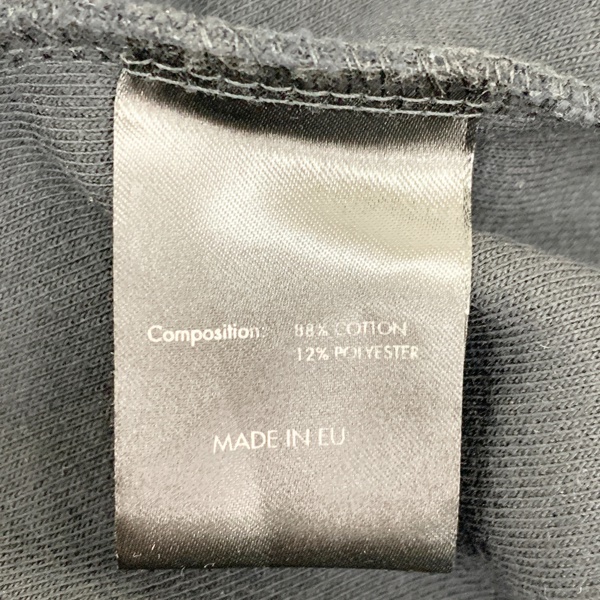 Composition: 88% COTTON
12% POLYESTER
MADE IN EU